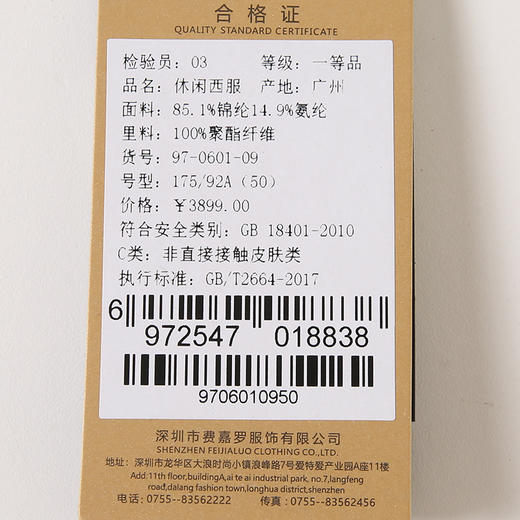 合格证
QUALITY STANDARD CERTIFICATE
检验员：03 等级：一等品
品名：休闲西服 产地：广州
面料：85.1%锦纶14.9%氨纶
里料：100%聚酯纤维
货号：97-0601-09
号型：175/92A（50）
价格：￥3899.00
符合安全类别：GB 18401-2010
C类：非直接接触皮肤类
执行标准：GB/T2664-2017
6 972547 018838
9706010950
深圳市费嘉罗服饰有限公司
SHENZHEN FEIJIALUO CLOTHING CO.,LTD.
地址：深圳市龙华区大浪时尚小镇浪峰路7号爱特爱产业园A座11楼
Add:11th floor,buildingA,ai te ai industrial park, no.7,langfeng
road,dalang fashion town,longhua district,shenzhen
电话：0755--83562222 传真：0755--83562456